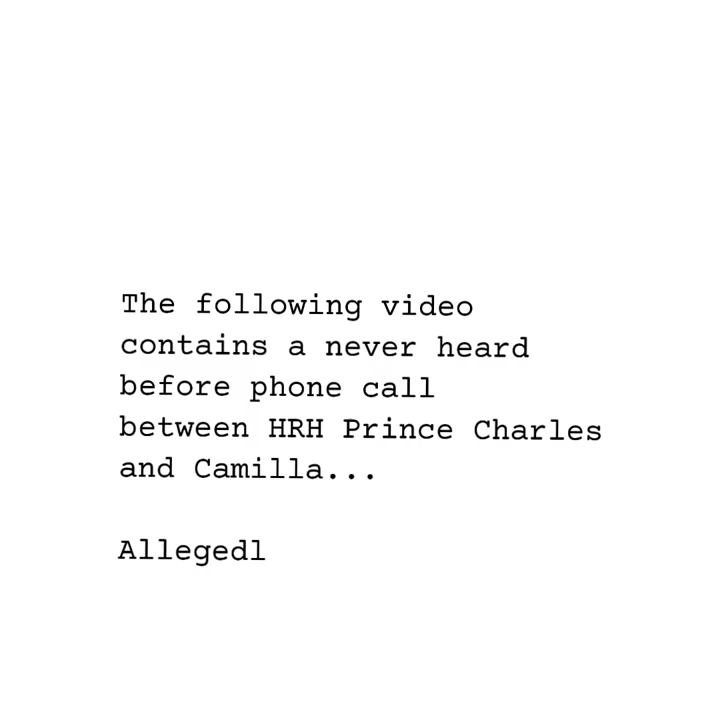 The following video
contains a never heard
before phone call
between HRH Prince Charles
and Camilla...
Allegedl